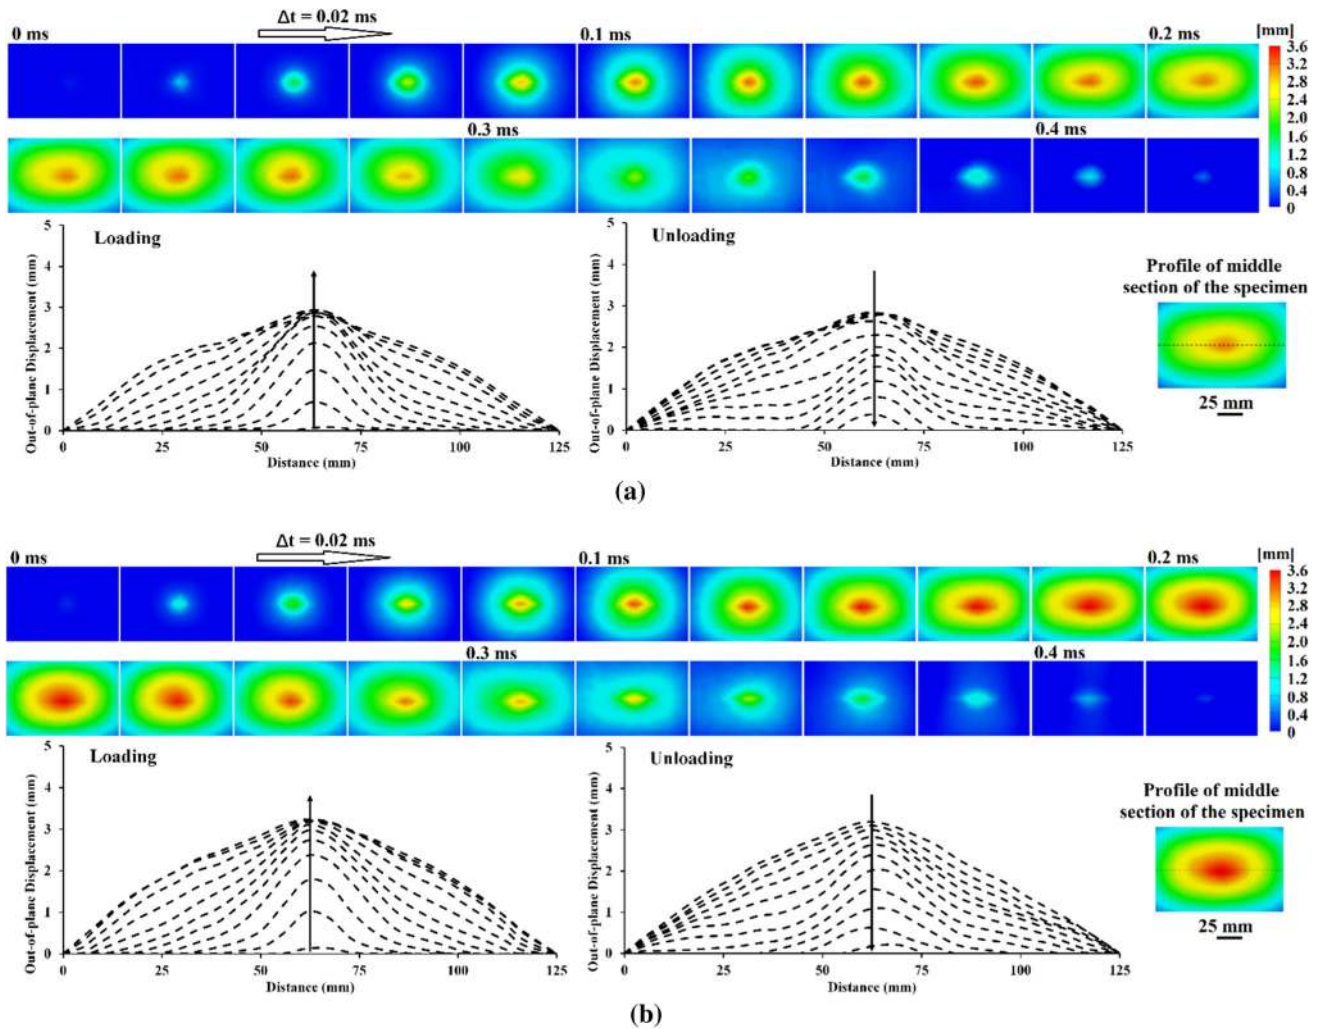 Δt = 0.02 ms
0 ms 0.1 ms 0.2 ms [mm]
3.6
3.2
2.8
2.4
2.0
1.6
1.2
0.8
0.4
0
0.3 ms 0.4 ms
Loading
Out-of-plane Displacement (mm)
5
4
3
2
1
0
0 25 50 75 100 125
Distance (mm)
Unloading
Out-of-plane Displacement (mm)
5
4
3
2
1
0
0 25 50 75 100 125
Distance (mm)
Profile of middle
section of the specimen
25 mm
(a)
Δt = 0.02 ms
0 ms 0.1 ms 0.2 ms [mm]
3.6
3.2
2.8
2.4
2.0
1.6
1.2
0.8
0.4
0
0.3 ms 0.4 ms
Loading
Out-of-plane Displacement (mm)
5
4
3
2
1
0
0 25 50 75 100 125
Distance (mm)
Unloading
Out-of-plane Displacement (mm)
5
4
3
2
1
0
0 25 50 75 100 125
Distance (mm)
Profile of middle
section of the specimen
25 mm
(b)